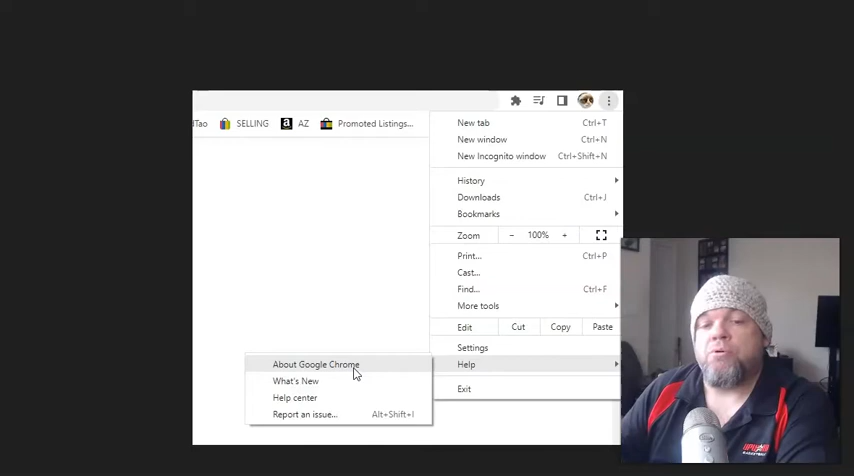 dTao SELLING AZ Promoted Listings...
New tab Ctrl+T
New window Ctrl+N
New Incognito window Ctrl+Shift+N
History
Downloads Ctrl+J
Bookmarks
Zoom − 100% +
Print... Ctrl+P
Cast...
Find... Ctrl+F
More tools
Edit Cut Copy Paste
Settings
Help
Exit
About Google Chrome
What's New
Help center
Report an issue... Alt+Shift+I